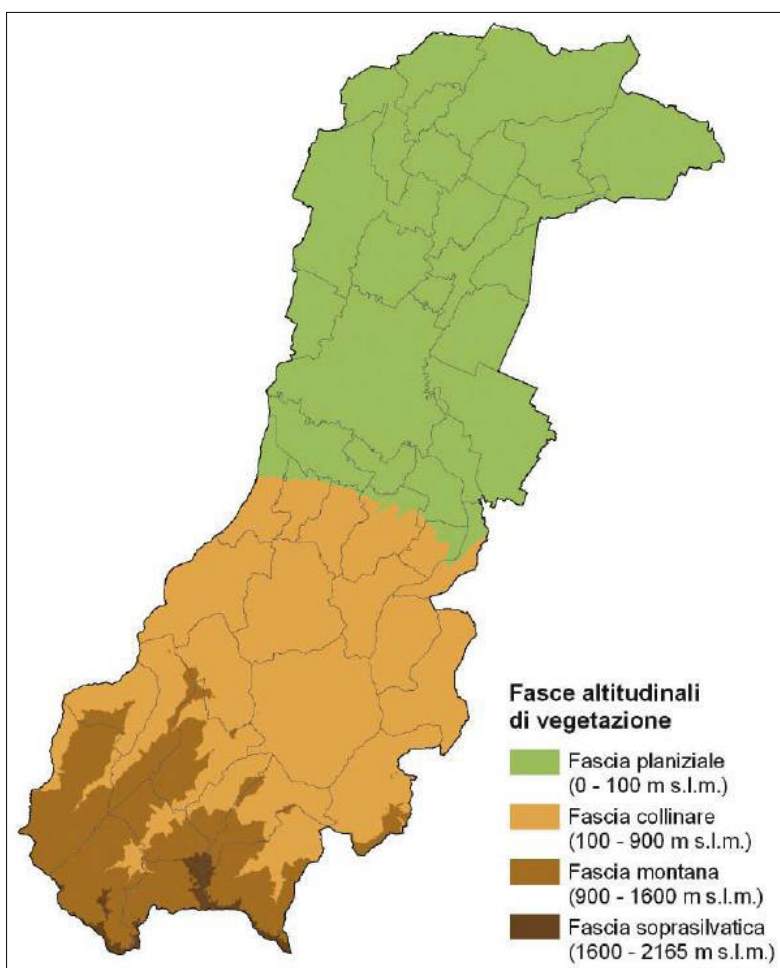 Fasce altitudinali
di vegetazione
Fascia planiziale
(0 - 100 m s.l.m.)
Fascia collinare
(100 - 900 m s.l.m.)
Fascia montana
(900 - 1600 m s.l.m.)
Fascia soprasilvatica
(1600 - 2165 m s.l.m.)